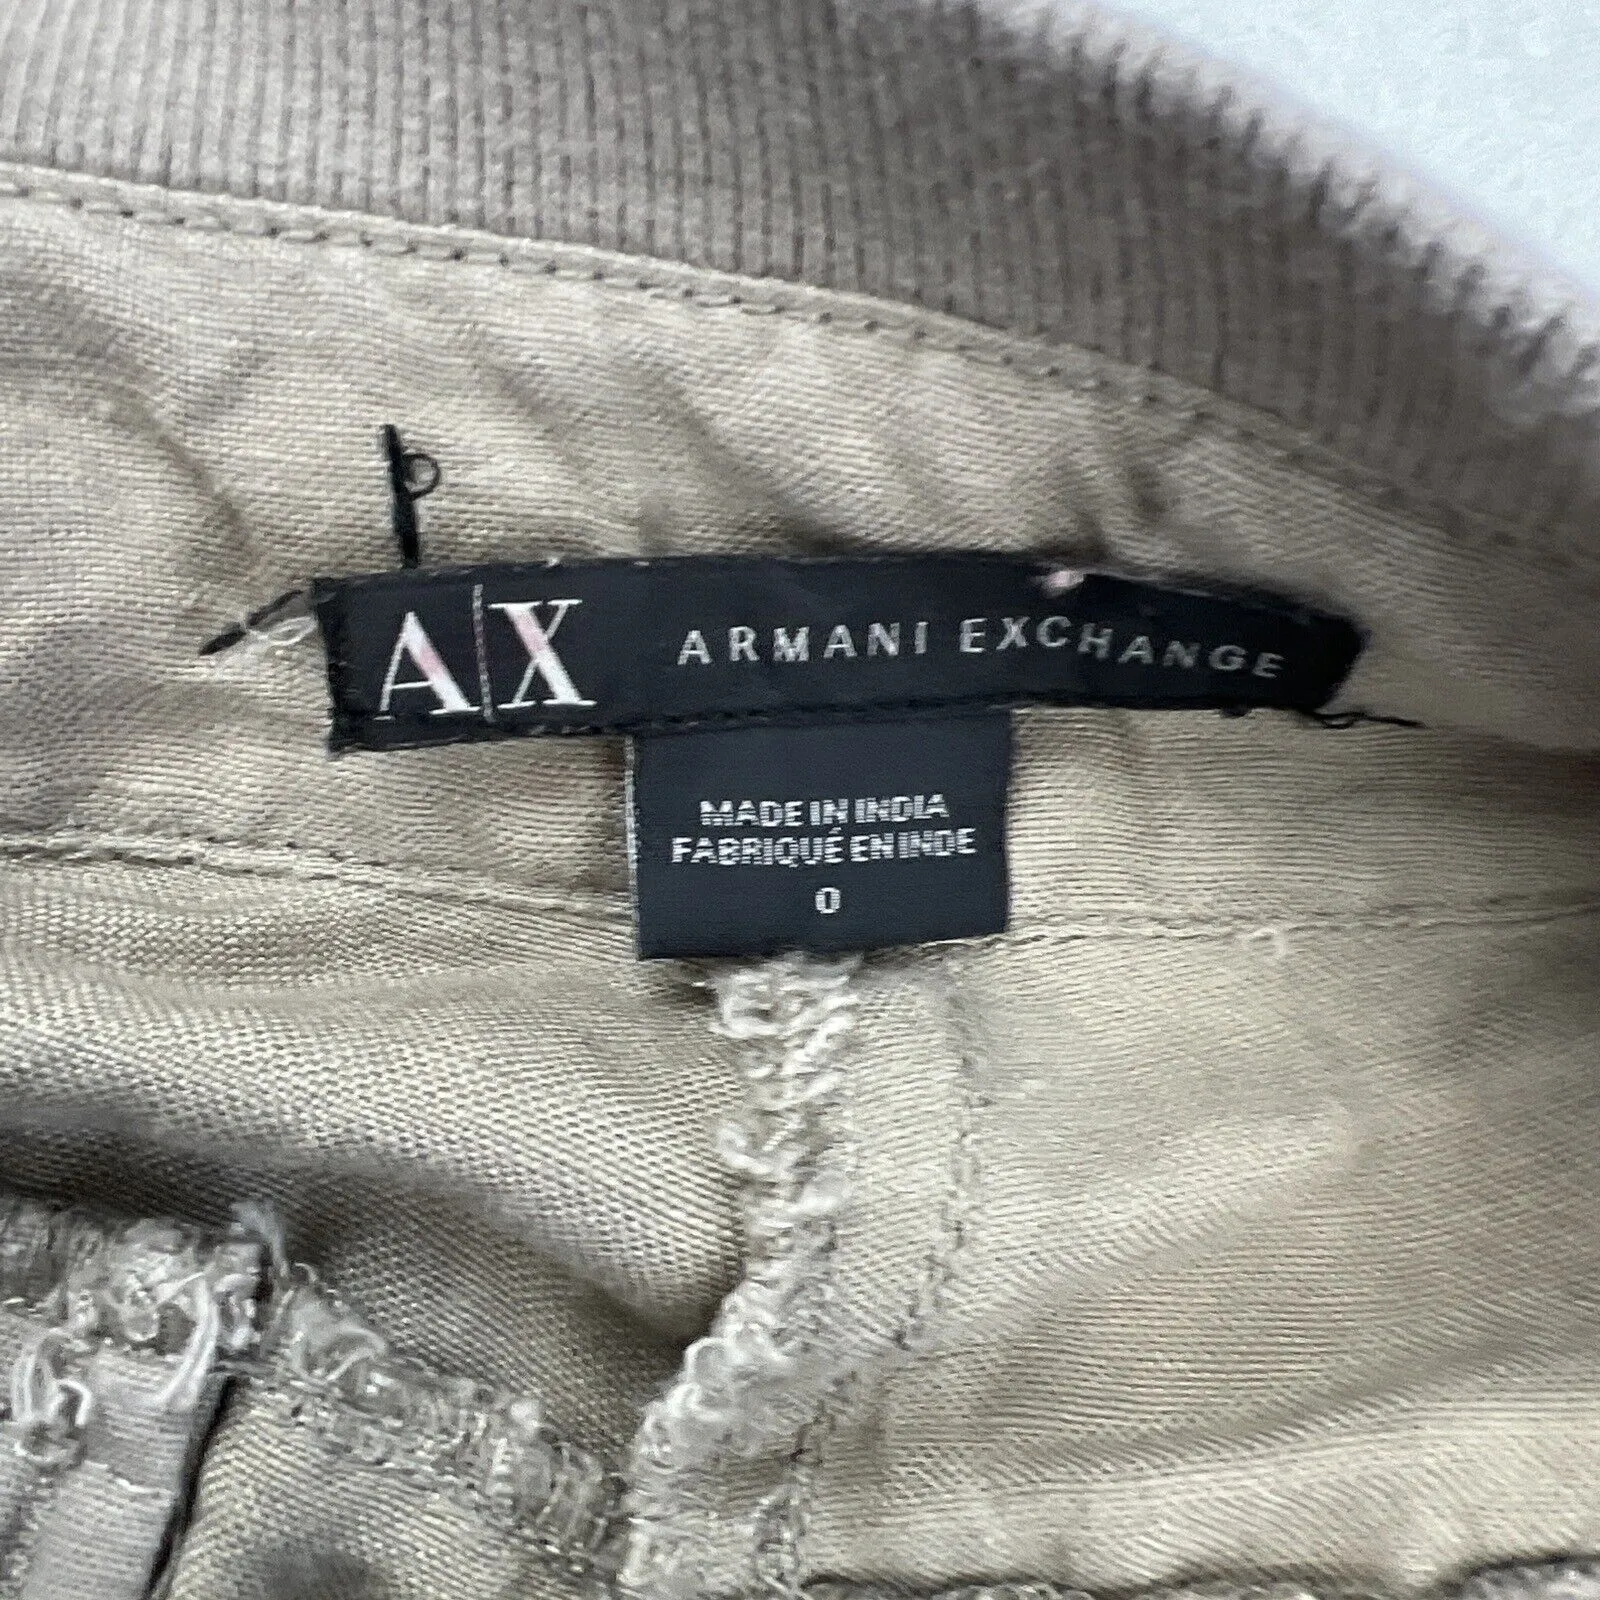 A|X ARMANI EXCHANGE
MADE IN INDIA
FABRIQUÉ EN INDE
0